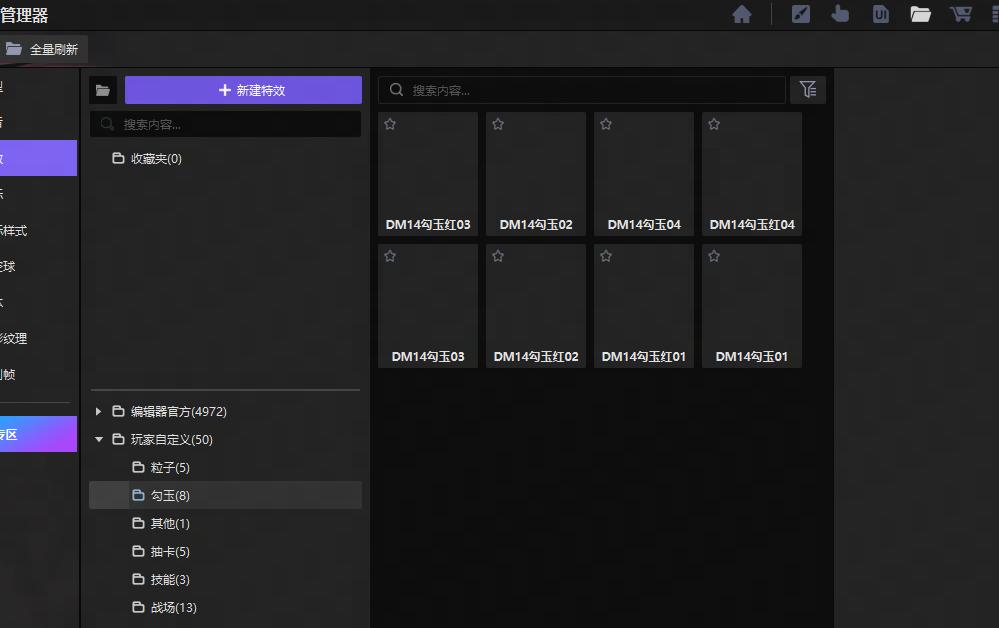 管理器
全量刷新
新建特效
搜索内容...
收藏夹(0)
编辑器官方(4972)
玩家自定义(50)
粒子(5)
勾玉(8)
其他(1)
抽卡(5)
技能(3)
战场(13)
搜索内容...
DM14勾玉红03
DM14勾玉02
DM14勾玉04
DM14勾玉红04
DM14勾玉03
DM14勾玉红02
DM14勾玉红01
DM14勾玉01
样式
空球
纹理
帧
专区
UI